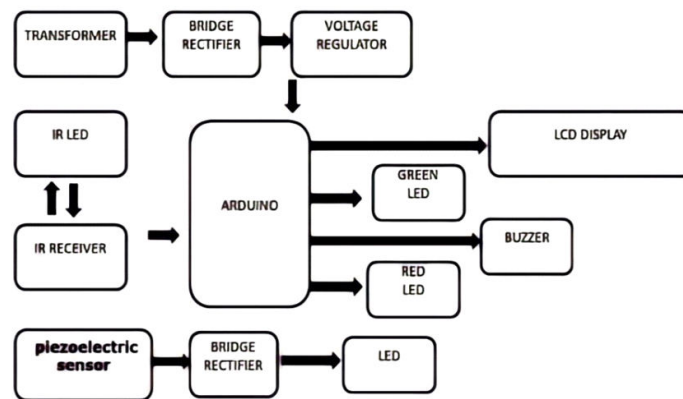 TRANSFORMER
BRIDGE
RECTIFIER
VOLTAGE
REGULATOR
IR LED
ARDUINO
LCD DISPLAY
GREEN
LED
IR RECEIVER
BUZZER
RED
LED
piezoelectric
sensor
BRIDGE
RECTIFIER
LED